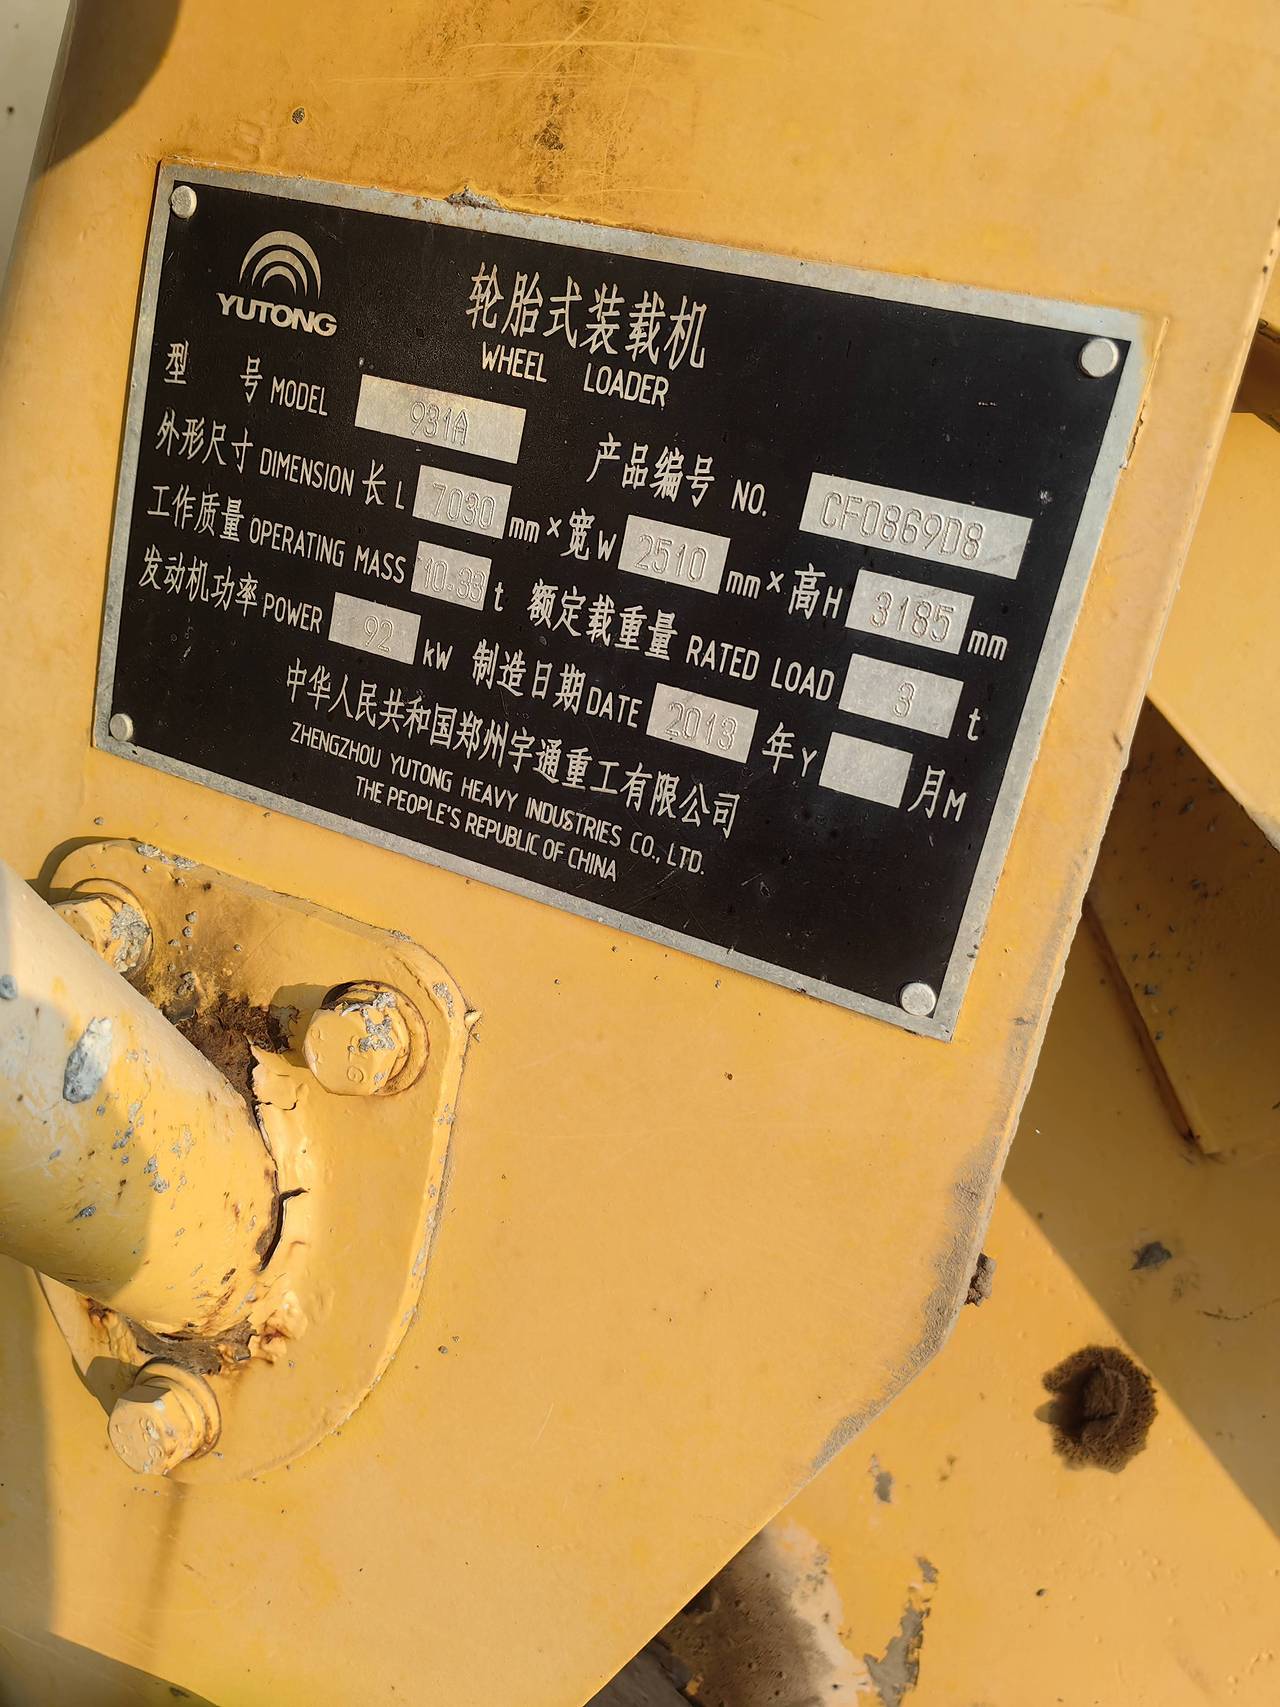 YUTONG
轮胎式装载机
WHEEL LOADER
型 号 MODEL 931A 产品编号 NO. CF0869D8
外形尺寸 DIMENSION 长 L 7030 mm × 宽 W 2510 mm × 高 H 3185 mm
工作质量 OPERATING MASS 10.33 t 额定载重量 RATED LOAD 3 t
发动机功率 POWER 92 kW 制造日期 DATE 2013 年 Y 月 M
中华人民共和国郑州宇通重工有限公司
ZHENGZHOU YUTONG HEAVY INDUSTRIES CO., LTD.
THE PEOPLE'S REPUBLIC OF CHINA